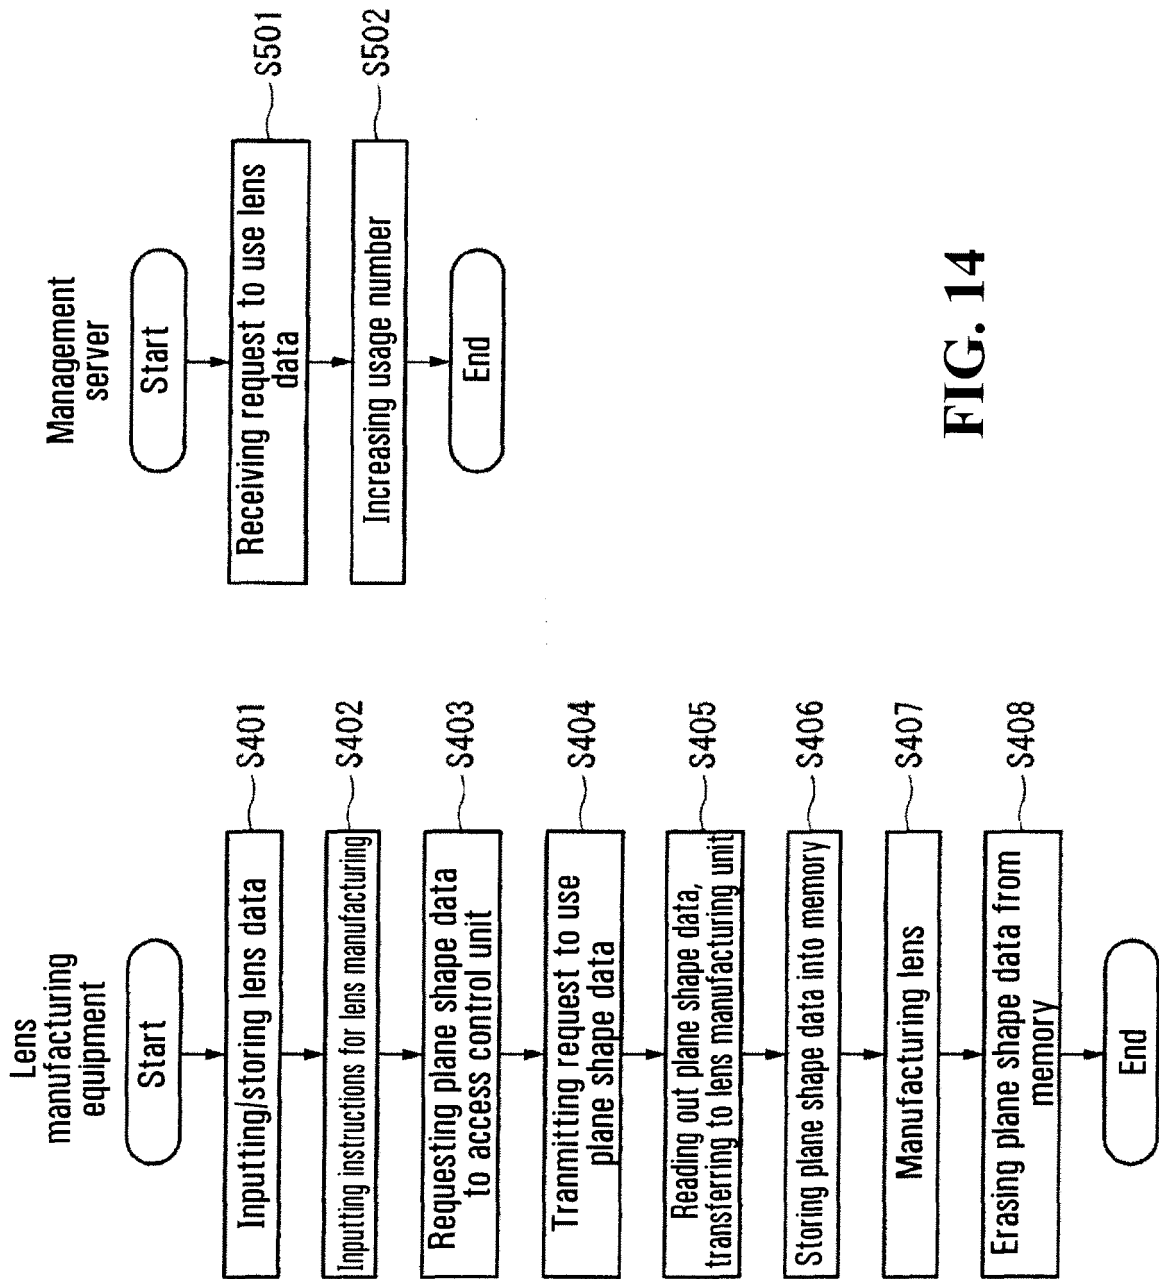 Lens
manufacturing
equipment
Start
Inputting/storing lens data
S401
Inputting instructions for lens manufacturing
S402
Requesting plane shape data
to access control unit
S403
Tranmitting request to use
plane shape data
S404
Reading out plane shape data,
transferring to lens manufacturing unit
S405
Storing plane shape data into memory
S406
Manufacturing lens
S407
Erasing plane shape data from
memory
S408
End
Management
server
Start
Receiving request to use lens
data
S501
Increasing usage number
S502
End
FIG. 14